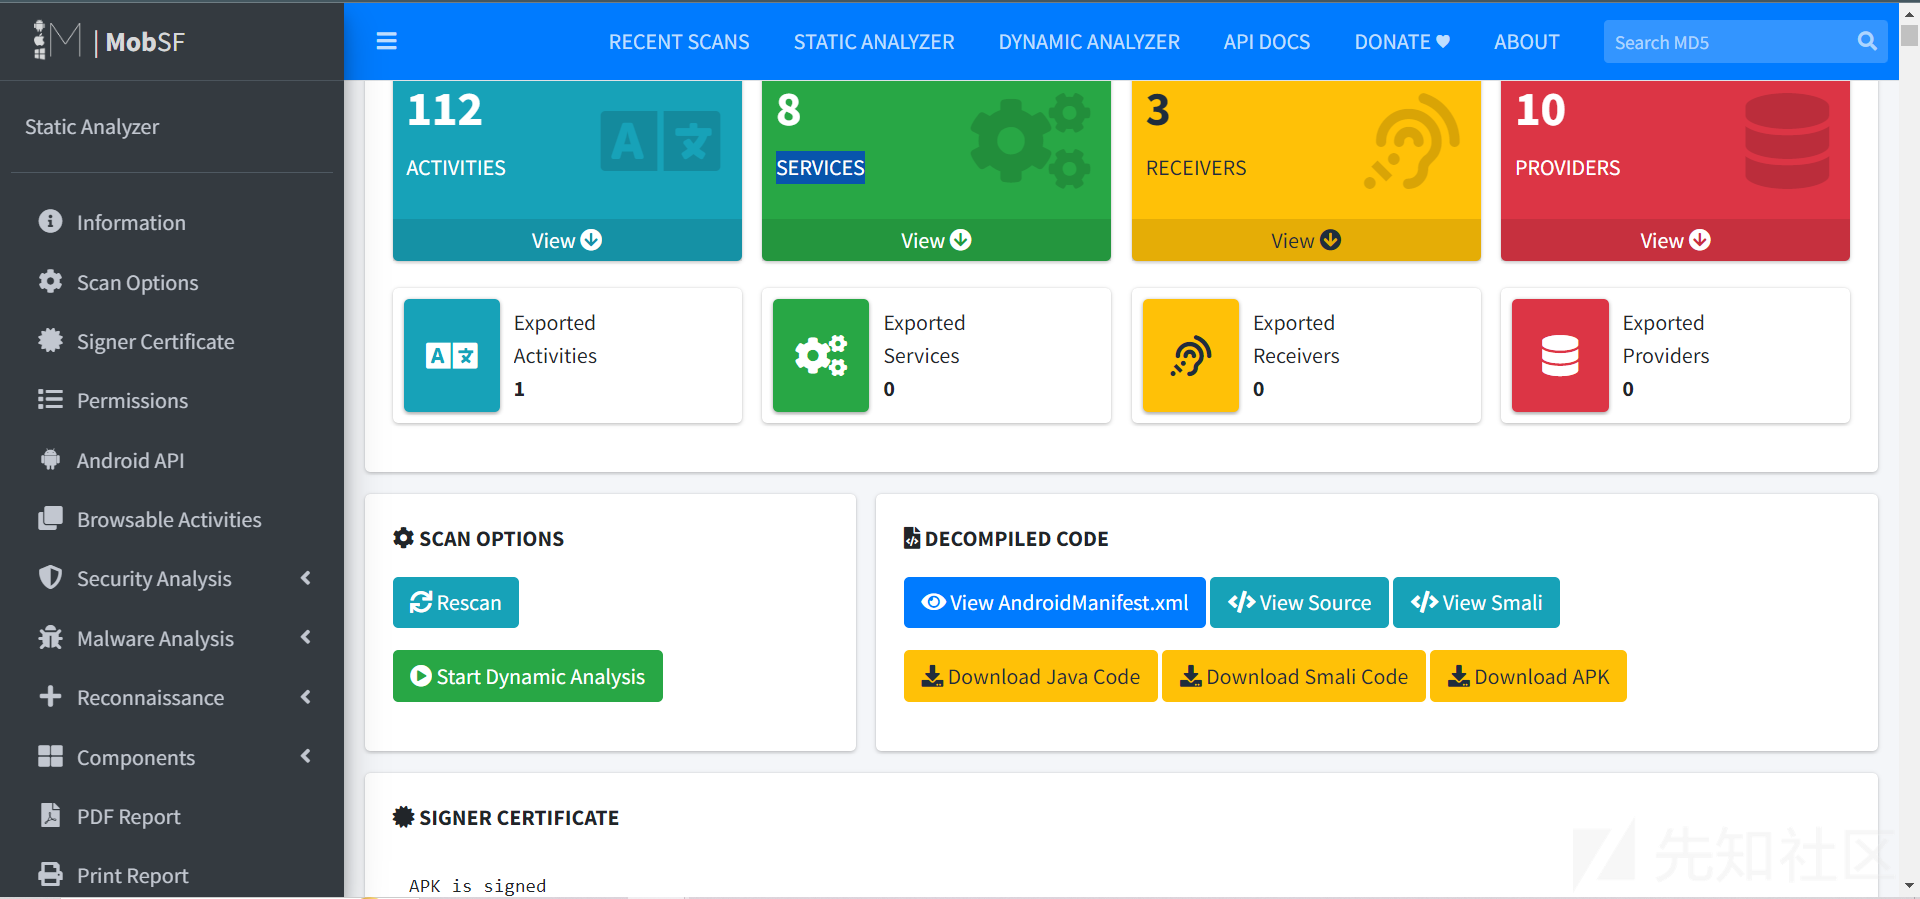 M | MobSF
RECENT SCANS
STATIC ANALYZER
DYNAMIC ANALYZER
API DOCS
DONATE ♥
ABOUT
Search MD5
Static Analyzer
Information
Scan Options
Signer Certificate
Permissions
Android API
Browsable Activities
Security Analysis
Malware Analysis
Reconnaissance
Components
PDF Report
Print Report
112
ACTIVITIES
View
8
SERVICES
View
3
RECEIVERS
View
10
PROVIDERS
View
Exported
Activities
1
Exported
Services
0
Exported
Receivers
0
Exported
Providers
0
SCAN OPTIONS
Rescan
Start Dynamic Analysis
DECOMPILED CODE
View AndroidManifest.xml
View Source
View Smali
Download Java Code
Download Smali Code
Download APK
SIGNER CERTIFICATE
APK is signed
先知社区